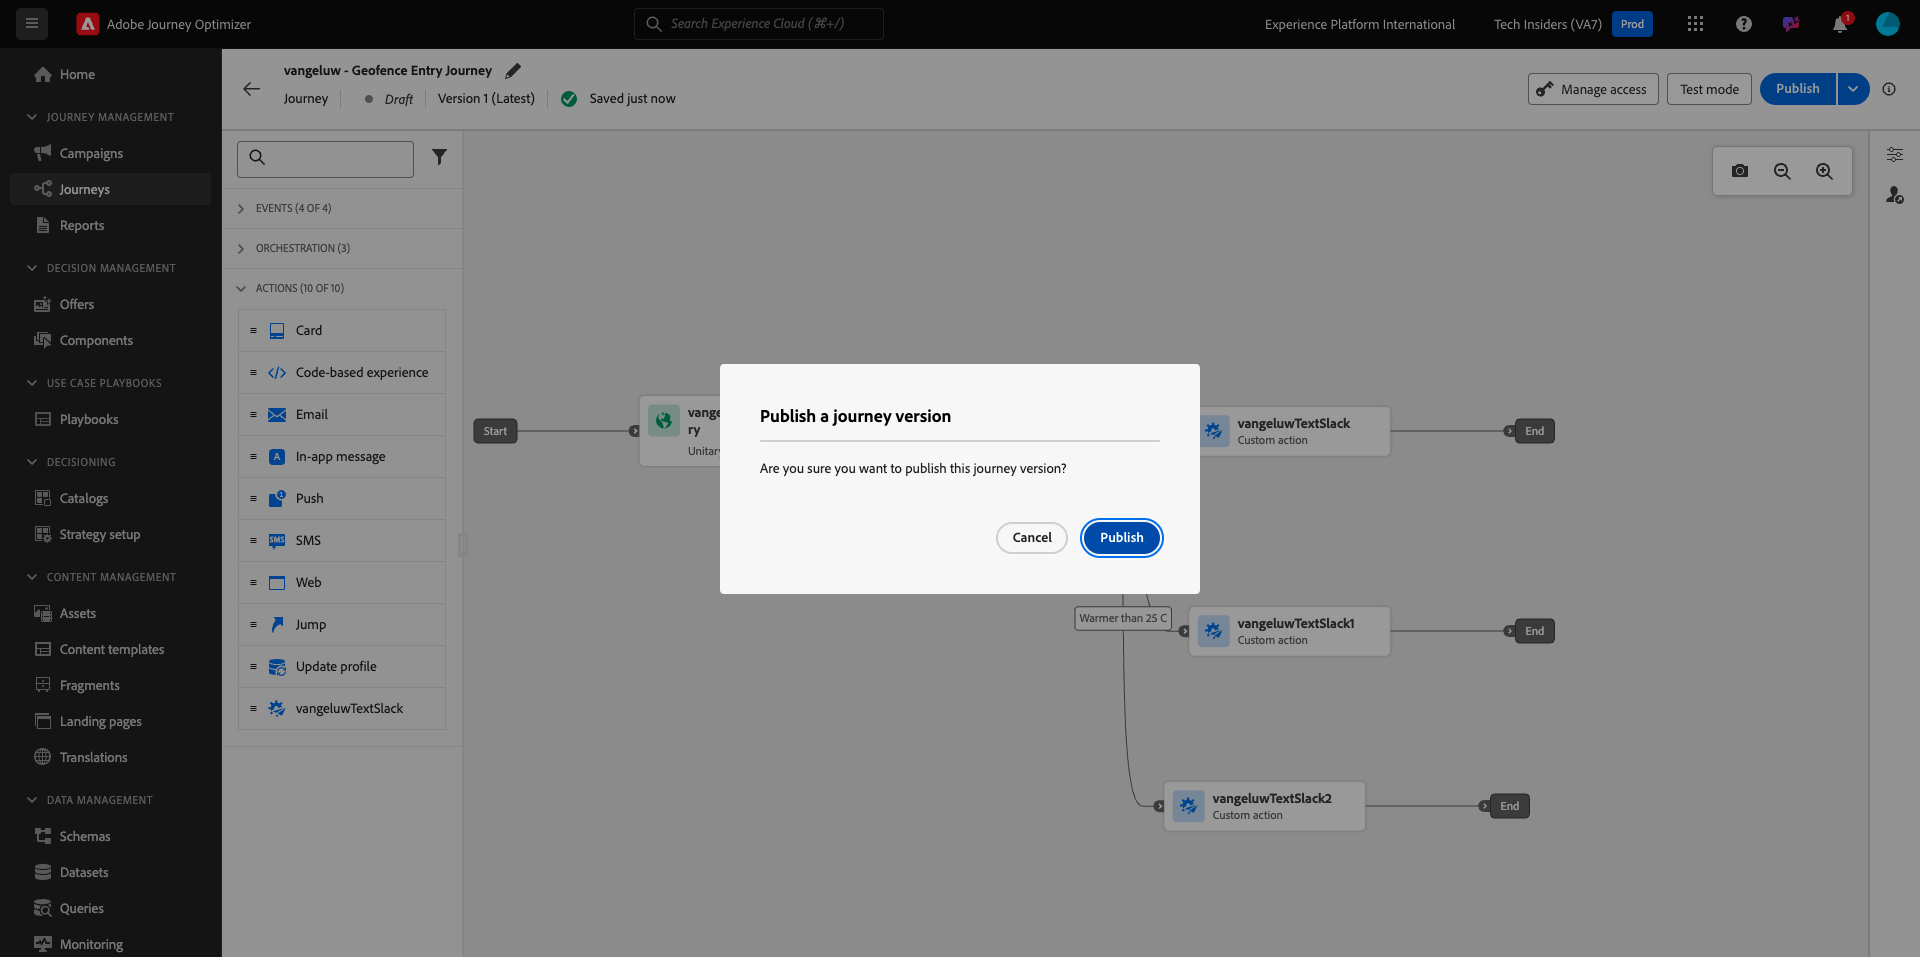 Adobe Journey Optimizer
Search Experience Cloud (⌘+/)
Experience Platform International
Tech Insiders (VA7)
Prod
1
Home
JOURNEY MANAGEMENT
Campaigns
Journeys
Reports
DECISION MANAGEMENT
Offers
Components
USE CASE PLAYBOOKS
Playbooks
DECISIONING
Catalogs
Strategy setup
CONTENT MANAGEMENT
Assets
Content templates
Fragments
Landing pages
Translations
DATA MANAGEMENT
Schemas
Datasets
Queries
Monitoring
vangeluw - Geofence Entry Journey
Journey
Draft
Version 1 (Latest)
Saved just now
Manage access
Test mode
Publish
EVENTS (4 OF 4)
ORCHESTRATION (3)
ACTIONS (10 OF 10)
Card
Code-based experience
Email
In-app message
Push
SMS
Web
Jump
Update profile
vangeluwTextSlack
Start
vange
ry
Unitary
Publish a journey version
Are you sure you want to publish this journey version?
Cancel
Publish
vangeluwTextSlack
Custom action
End
Warmer than 25 C
vangeluwTextSlack1
Custom action
End
vangeluwTextSlack2
Custom action
End